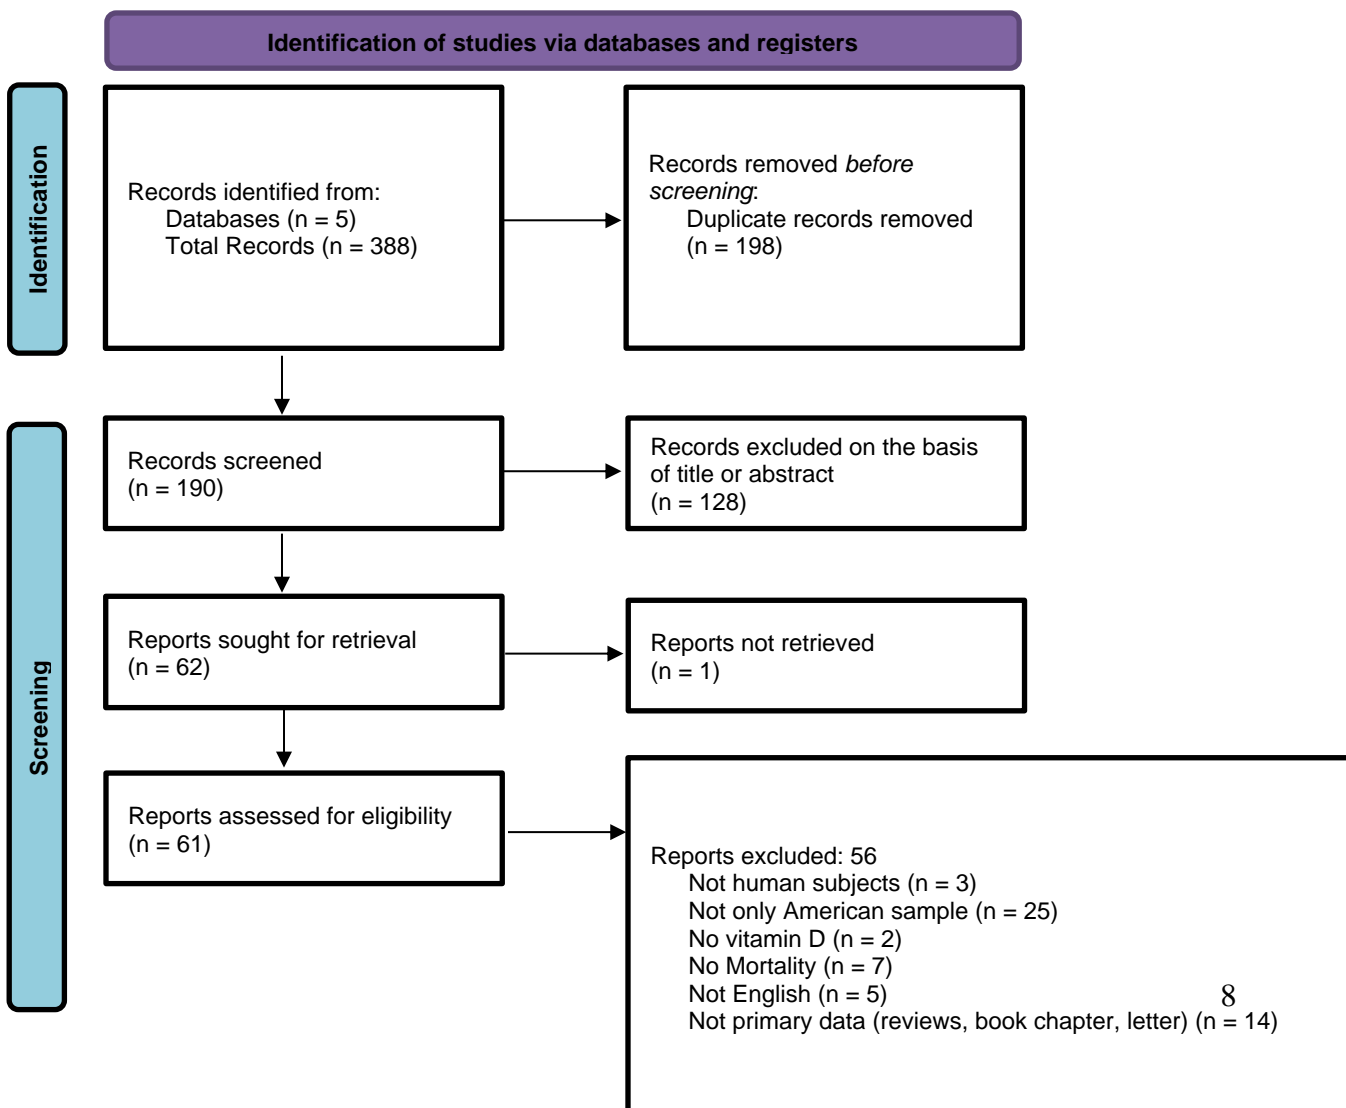 Identification of studies via databases and registers
Identification
Records identified from:
Databases (n = 5)
Total Records (n = 388)
Records removed before
screening:
Duplicate records removed
(n = 198)
Screening
Records screened
(n = 190)
Records excluded on the basis
of title or abstract
(n = 128)
Reports sought for retrieval
(n = 62)
Reports not retrieved
(n = 1)
Reports assessed for eligibility
(n = 61)
Reports excluded: 56
Not human subjects (n = 3)
Not only American sample (n = 25)
No vitamin D (n = 2)
No Mortality (n = 7)
Not English (n = 5)
8
Not primary data (reviews, book chapter, letter) (n = 14)